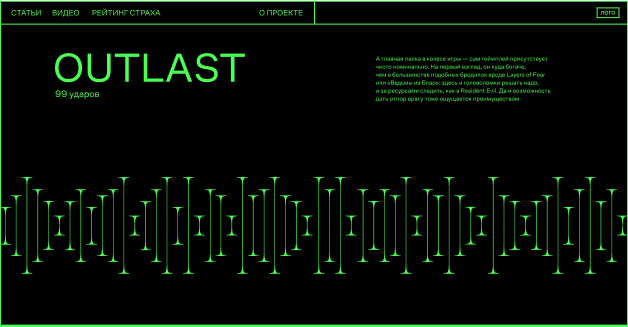 СТАТЬИ ВИДЕО РЕЙТИНГ СТРАХА О ПРОЕКТЕ ЛОГО
OUTLAST
99 ударов
А главная палка в колесе игры — сам геймплей присутствует
чисто номинально. На первый взгляд, он куда богаче,
чем в большинстве подобных бродилок вроде Layers of Fear
или «Ведьмы из Блэр»: здесь и головоломки решать надо,
и за ресурсами следить, как в Resident Evil. Да и возможность
дать отпор врагу тоже ощущается преимуществом.